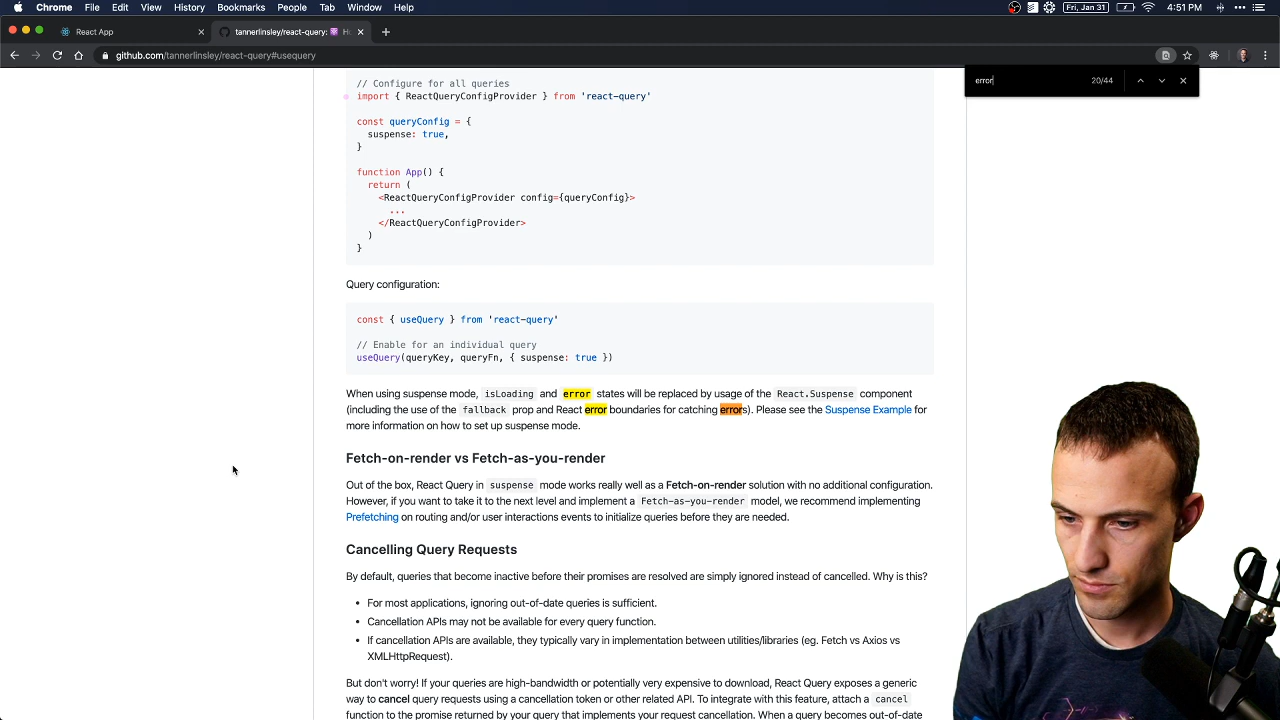 Chrome File Edit View History Bookmarks People Tab Window Help Fri, Jan 31 4:51 PM
React App tannerlinsley/react-query:
github.com/tannerlinsley/react-query#usequery
error 20/44
// Configure for all queries
import { ReactQueryConfigProvider } from 'react-query'
const queryConfig = {
suspense: true,
}
function App() {
return (
<ReactQueryConfigProvider config={queryConfig}>
...
</ReactQueryConfigProvider>
)
}
Query configuration:
const { useQuery } from 'react-query'
// Enable for an individual query
useQuery(queryKey, queryFn, { suspense: true })
When using suspense mode, isLoading and error states will be replaced by usage of the React.Suspense component
(including the use of the fallback prop and React error boundaries for catching errors). Please see the Suspense Example for
more information on how to set up suspense mode.
Fetch-on-render vs Fetch-as-you-render
Out of the box, React Query in suspense mode works really well as a Fetch-on-render solution with no additional configuration.
However, if you want to take it to the next level and implement a Fetch-as-you-render model, we recommend implementing
Prefetching on routing and/or user interactions events to initialize queries before they are needed.
Cancelling Query Requests
By default, queries that become inactive before their promises are resolved are simply ignored instead of cancelled. Why is this?
• For most applications, ignoring out-of-date queries is sufficient.
• Cancellation APIs may not be available for every query function.
• If cancellation APIs are available, they typically vary in implementation between utilities/libraries (eg. Fetch vs Axios vs
XMLHttpRequest).
But don't worry! If your queries are high-bandwidth or potentially very expensive to download, React Query exposes a generic
way to cancel query requests using a cancellation token or other related API. To integrate with this feature, attach a cancel
function to the promise returned by your query that implements your request cancellation. When a query becomes out-of-date